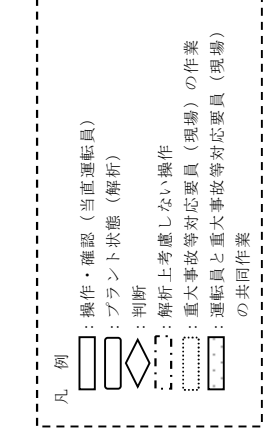 凡　例
：操作・確認（当直運転員）
：プラント状態（解析）
：判断
：解析上考慮しない操作
：重大事故等対応要員（現場）の作業
：運転員と重大事故等対応要員（現場）
の共同作業